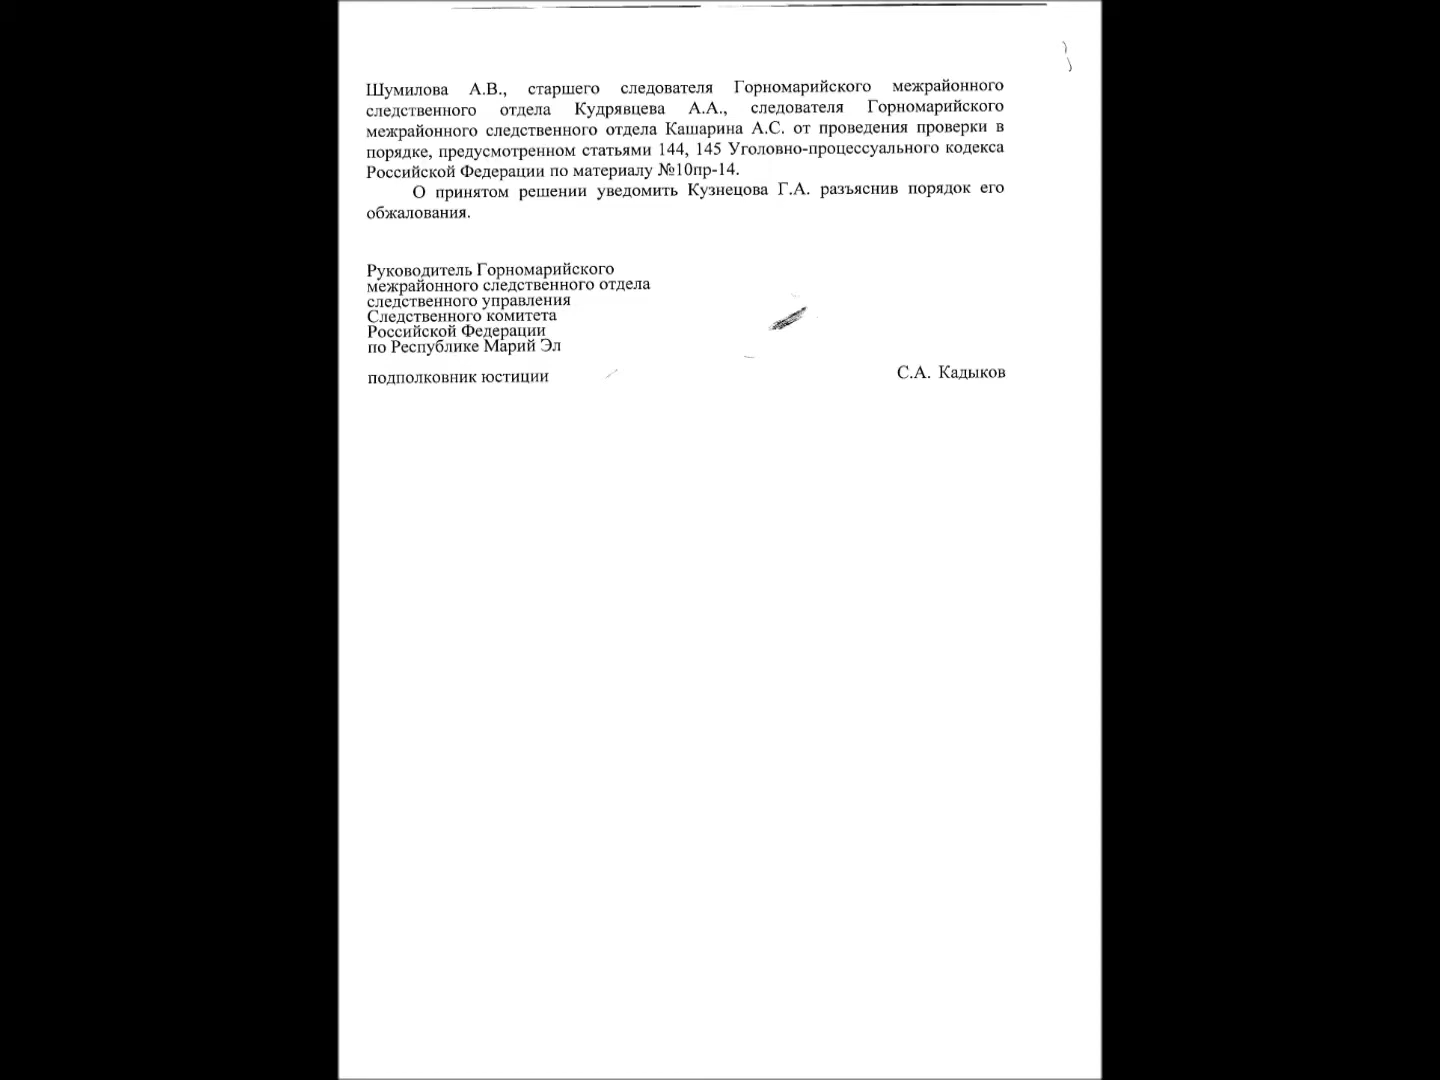 Шумилова А.В., старшего следователя Горномарийского межрайонного
следственного отдела Кудрявцева А.А., следователя Горномарийского
межрайонного следственного отдела Кашарина А.С. от проведения проверки в
порядке, предусмотренном статьями 144, 145 Уголовно-процессуального кодекса
Российской Федерации по материалу №10пр-14.
О принятом решении уведомить Кузнецова Г.А. разъяснив порядок его
обжалования.
Руководитель Горномарийского
межрайонного следственного отдела
следственного управления
Следственного комитета
Российской Федерации
по Республике Марий Эл
подполковник юстиции
С.А. Кадыков